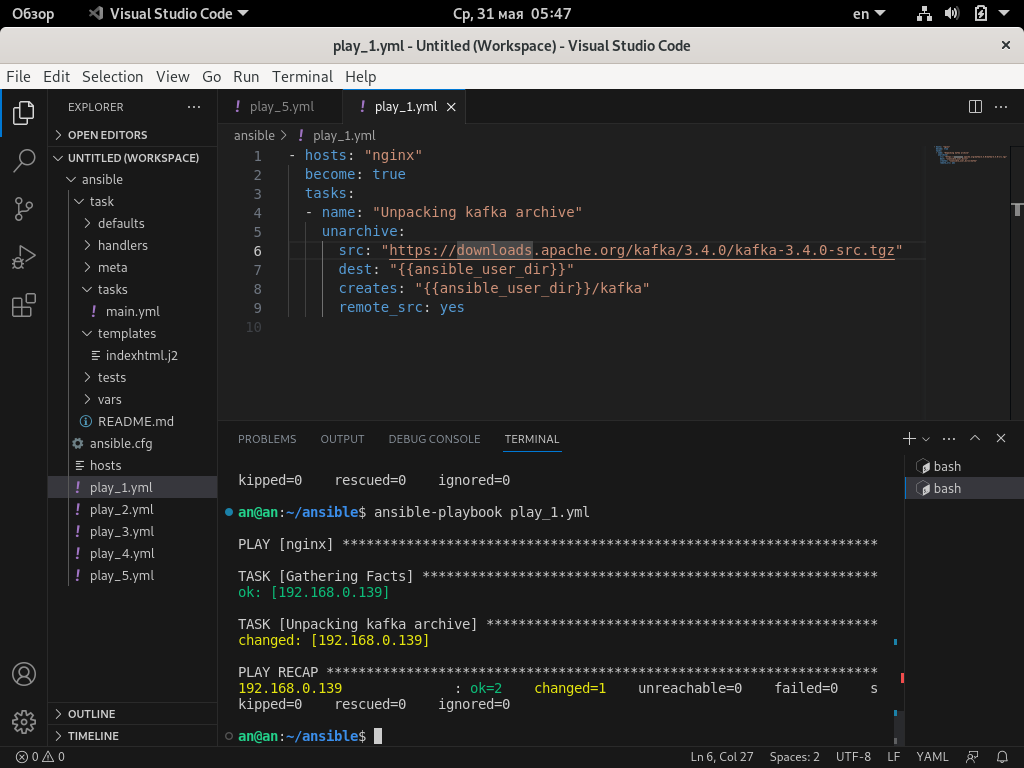 Обзор Visual Studio Code Ср, 31 мая 05:47 en
play_1.yml - Untitled (Workspace) - Visual Studio Code
File Edit Selection View Go Run Terminal Help
EXPLORER
OPEN EDITORS
UNTITLED (WORKSPACE)
ansible
task
defaults
handlers
meta
tasks
main.yml
templates
indexhtml.j2
tests
vars
README.md
ansible.cfg
hosts
play_1.yml
play_2.yml
play_3.yml
play_4.yml
play_5.yml
OUTLINE
TIMELINE
play_5.yml play_1.yml
ansible > play_1.yml
1 - hosts: "nginx"
2 become: true
3 tasks:
4 - name: "Unpacking kafka archive"
5 unarchive:
6 src: "https://downloads.apache.org/kafka/3.4.0/kafka-3.4.0-src.tgz"
7 dest: "{{ansible_user_dir}}"
8 creates: "{{ansible_user_dir}}/kafka"
9 remote_src: yes
10
PROBLEMS OUTPUT DEBUG CONSOLE TERMINAL
bash
bash
kipped=0 rescued=0 ignored=0
an@an:~/ansible$ ansible-playbook play_1.yml
PLAY [nginx] *******************************************************************
TASK [Gathering Facts] *********************************************************
ok: [192.168.0.139]
TASK [Unpacking kafka archive] *************************************************
changed: [192.168.0.139]
PLAY RECAP *********************************************************************
192.168.0.139 : ok=2 changed=1 unreachable=0 failed=0 s
kipped=0 rescued=0 ignored=0
an@an:~/ansible$
0 0 Ln 6, Col 27 Spaces: 2 UTF-8 LF YAML